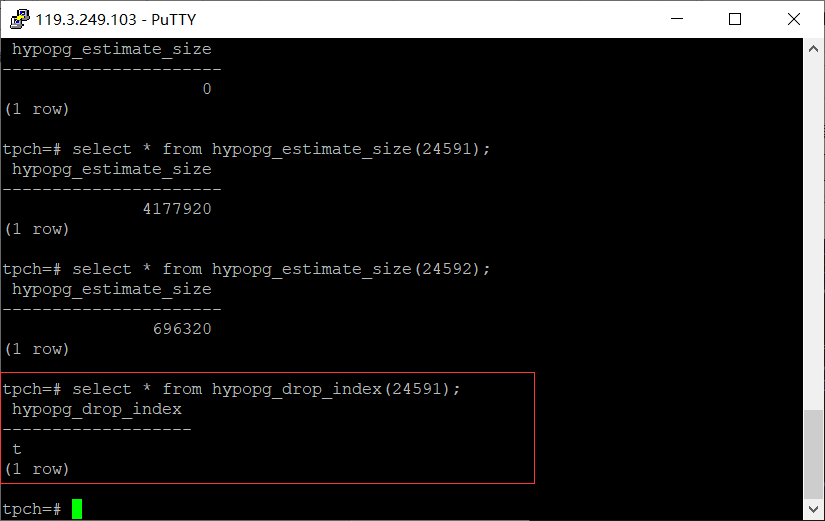 119.3.249.103 - PuTTY
hypopg_estimate_size
----------------------
0
(1 row)
tpch=# select * from hypopg_estimate_size(24591);
hypopg_estimate_size
----------------------
4177920
(1 row)
tpch=# select * from hypopg_estimate_size(24592);
hypopg_estimate_size
----------------------
696320
(1 row)
tpch=# select * from hypopg_drop_index(24591);
hypopg_drop_index
-------------------
t
(1 row)
tpch=#